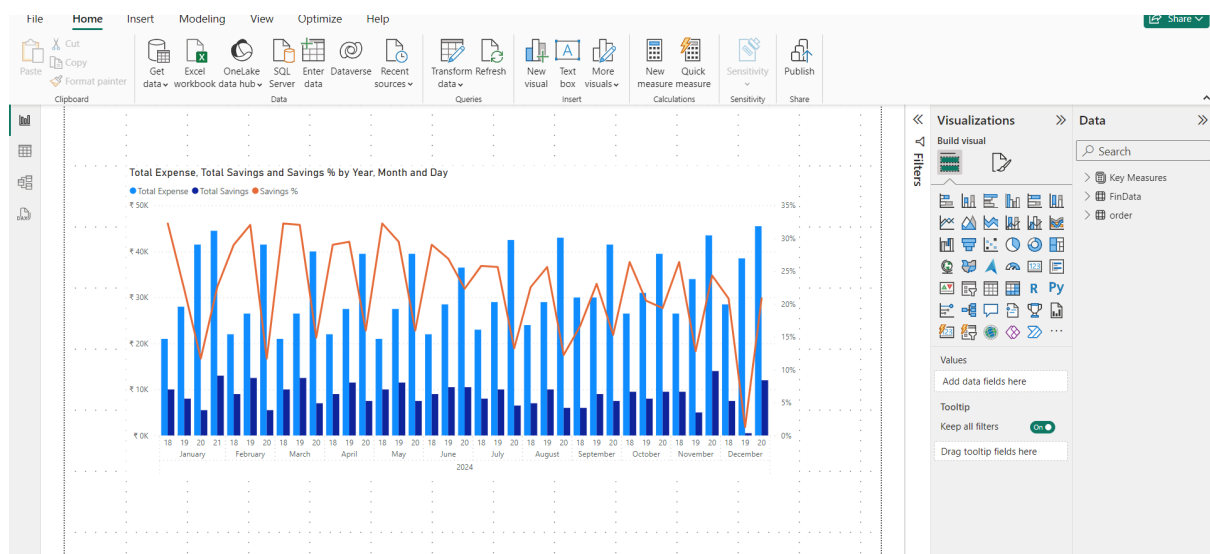 File Home Insert Modeling View Optimize Help
Share
Paste
Cut
Copy
Format painter
Clipboard
Get data
Excel workbook
OneLake data hub
SQL Server
Enter data
Dataverse
Recent sources
Data
Transform data
Refresh
Queries
New visual
Text box
More visuals
Insert
New measure
Quick measure
Calculations
Sensitivity
Sensitivity
Publish
Share
Total Expense, Total Savings and Savings % by Year, Month and Day
Total Expense Total Savings Savings %
₹ 50K
₹ 40K
₹ 30K
₹ 20K
₹ 10K
₹ 0K
35%
30%
25%
20%
15%
10%
5%
0%
18 19 20 21 18 19 20 18 19 20 18 19 20 18 19 20 18 19 20 18 19 20 18 19 20 18 19 20 18 19 20 18 19 20 18 19 20
January February March April May June July August September October November December
2024
Filters
Visualizations
Build visual
123
R Py
123
Values
Add data fields here
Tooltip
Keep all filters On
Drag tooltip fields here
Data
Search
Key Measures
FinData
order